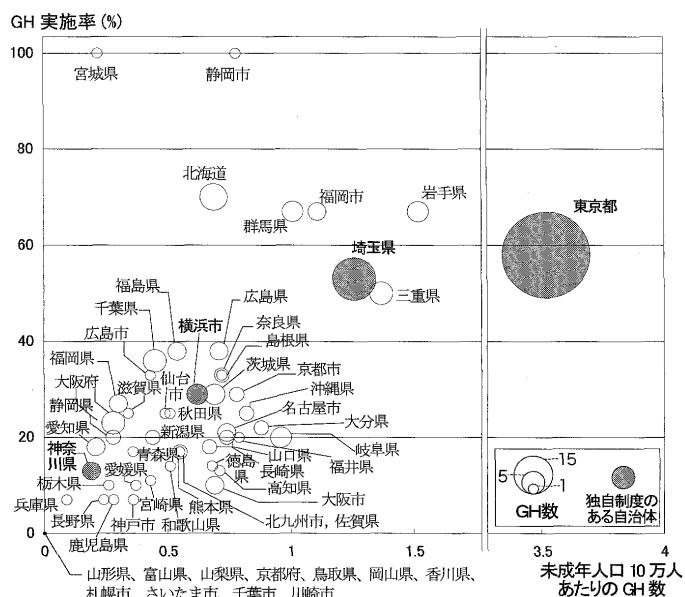 GH 実施率(%)
100
宮城県
静岡市
80
北海道
岩手県
福岡市
群馬県
東京都
60
埼玉県
三重県
福島県
広島県
千葉県
奈良県
40
広島市
横浜市
島根県
福岡県
茨城県
仙台市
京都市
大阪府
滋賀県
沖縄県
静岡県
秋田県
名古屋市
愛知県
新潟県
大分県
20
神奈川県
青森県
徳島県
山口県
岐阜県
愛媛県
長崎県
福井県
栃木県
高知県
兵庫県
宮崎県
熊本県
大阪市
長野県
神戸市
和歌山県
北九州市，佐賀県
鹿児島県
0
15
5
1
GH数
独自制度の
ある自治体
0
0.5
1
1.5
3.5
4
未成年人口 10 万人
あたりの GH 数
山形県、富山県、山梨県、京都府、鳥取県、岡山県、香川県、
札幌市、さいたま市、千葉市、川崎市